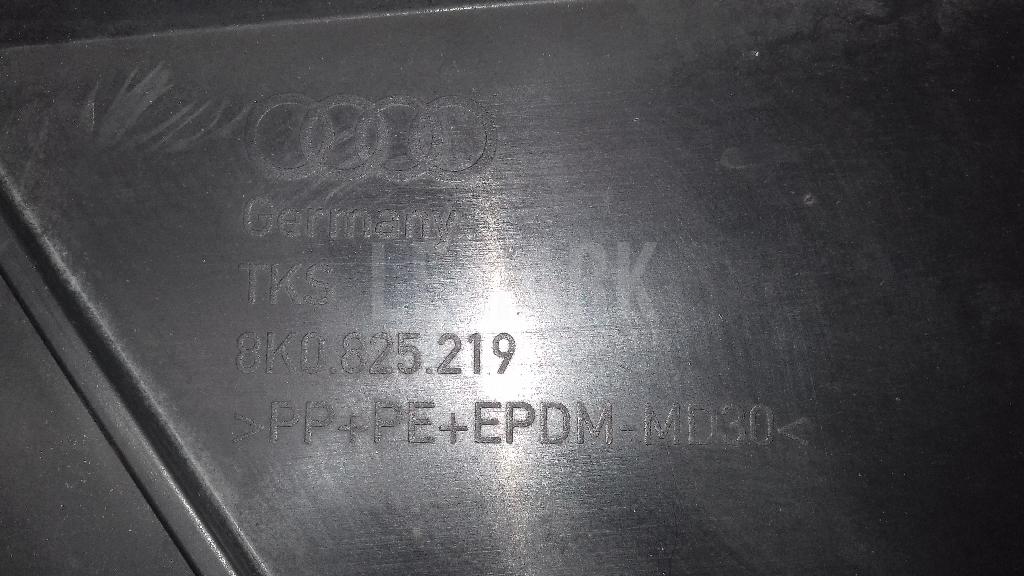 Germany
TKS
8K0.825.219
>PP+PE+EPDM-MD30<